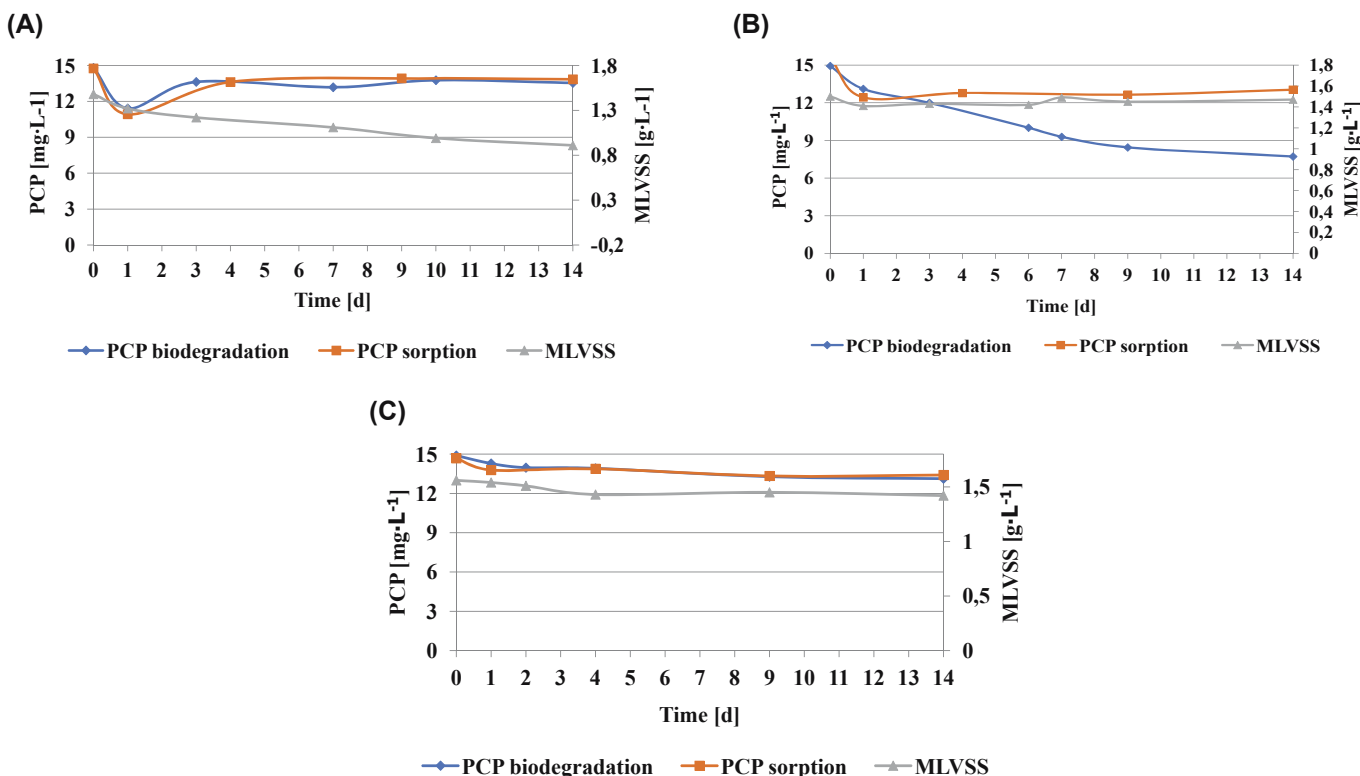 (A)
PCP [mg·L-1]
15
12
9
6
3
0
1,8
1,3
0,8
0,3
-0,2
MLVSS [g·L-1]
0 1 2 3 4 5 6 7 8 9 10 11 12 13 14
Time [d]
PCP biodegradation PCP sorption MLVSS
(B)
PCP [mg·L⁻¹]
15
12
9
6
3
0
1,8
1,6
1,4
1,2
1
0,8
0,6
0,4
0,2
0
MLVSS [g·L⁻¹]
0 1 2 3 4 5 6 7 8 9 10 11 12 13 14
Time [d]
PCP biodegradation PCP sorption MLVSS
(C)
PCP [mg·L⁻¹]
15
12
9
6
3
0
1,5
1
0,5
0
MLVSS [g·L⁻¹]
0 1 2 3 4 5 6 7 8 9 10 11 12 13 14
Time [d]
PCP biodegradation PCP sorption MLVSS